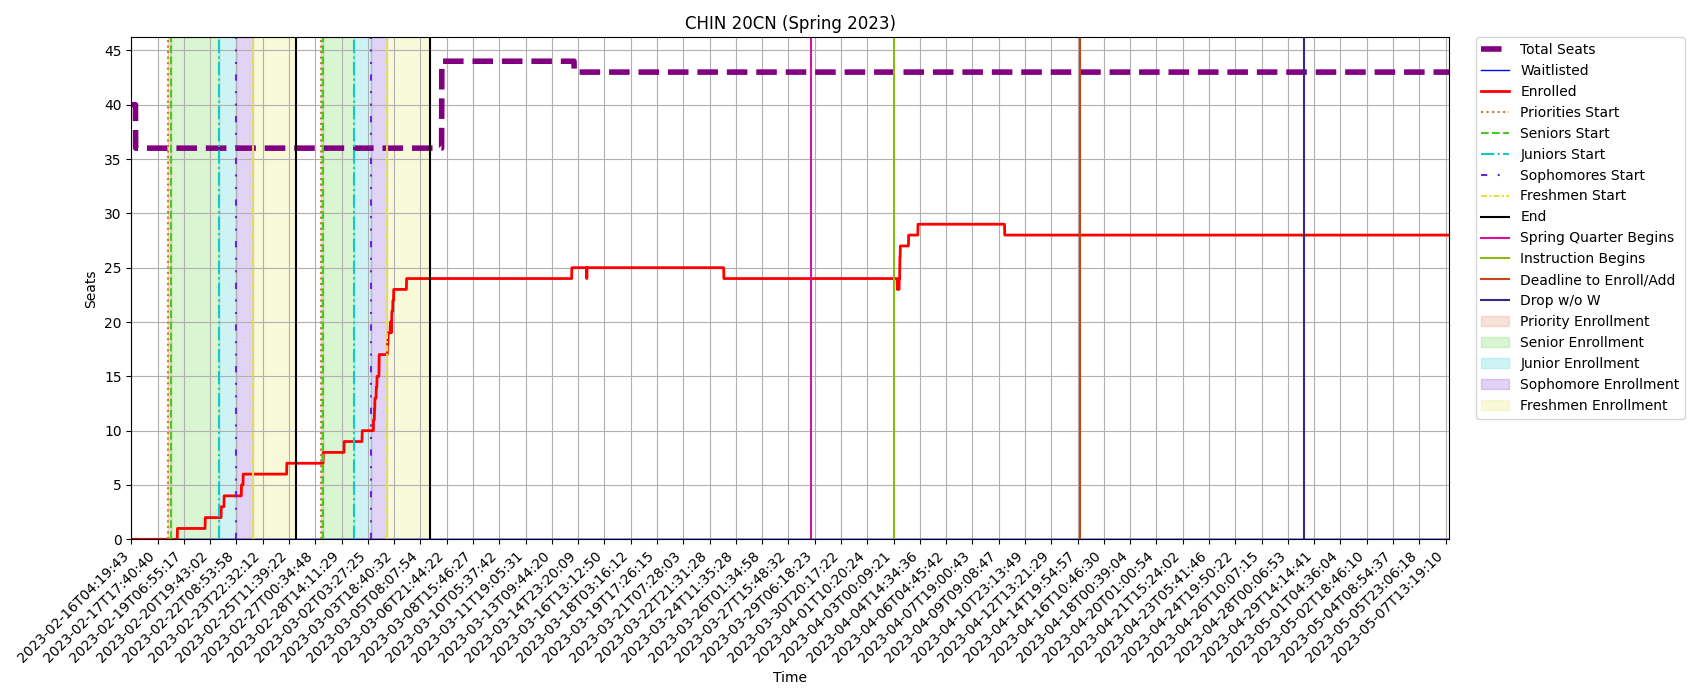 CHIN 20CN (Spring 2023)
Seats
45
40
35
30
25
20
15
10
5
0
2023-02-16T04:19:43
2023-02-17T17:40:40
2023-02-19T06:55:17
2023-02-20T19:43:02
2023-02-22T08:53:58
2023-02-23T22:32:12
2023-02-25T11:39:22
2023-02-27T00:34:48
2023-02-28T14:11:29
2023-03-02T03:27:25
2023-03-03T18:40:32
2023-03-05T08:07:54
2023-03-06T21:44:22
2023-03-08T15:46:27
2023-03-10T05:37:42
2023-03-11T19:05:31
2023-03-13T09:44:20
2023-03-14T23:20:09
2023-03-16T13:12:50
2023-03-18T03:16:12
2023-03-19T17:26:15
2023-03-21T07:28:03
2023-03-22T21:31:28
2023-03-24T11:35:28
2023-03-26T01:34:58
2023-03-27T15:48:32
2023-03-29T06:18:23
2023-03-30T20:17:22
2023-04-01T10:20:24
2023-04-03T00:09:21
2023-04-04T14:34:36
2023-04-06T04:45:42
2023-04-07T19:00:43
2023-04-09T09:08:47
2023-04-10T23:13:49
2023-04-12T13:21:29
2023-04-14T19:54:57
2023-04-16T10:46:30
2023-04-18T00:39:04
2023-04-20T01:00:54
2023-04-21T15:24:02
2023-04-23T05:41:46
2023-04-24T19:50:22
2023-04-26T10:07:15
2023-04-28T00:06:53
2023-04-29T14:14:41
2023-05-01T04:36:04
2023-05-02T18:46:10
2023-05-04T08:54:37
2023-05-05T23:06:18
2023-05-07T13:19:10
Time
Total Seats
Waitlisted
Enrolled
Priorities Start
Seniors Start
Juniors Start
Sophomores Start
Freshmen Start
End
Spring Quarter Begins
Instruction Begins
Deadline to Enroll/Add
Drop w/o W
Priority Enrollment
Senior Enrollment
Junior Enrollment
Sophomore Enrollment
Freshmen Enrollment